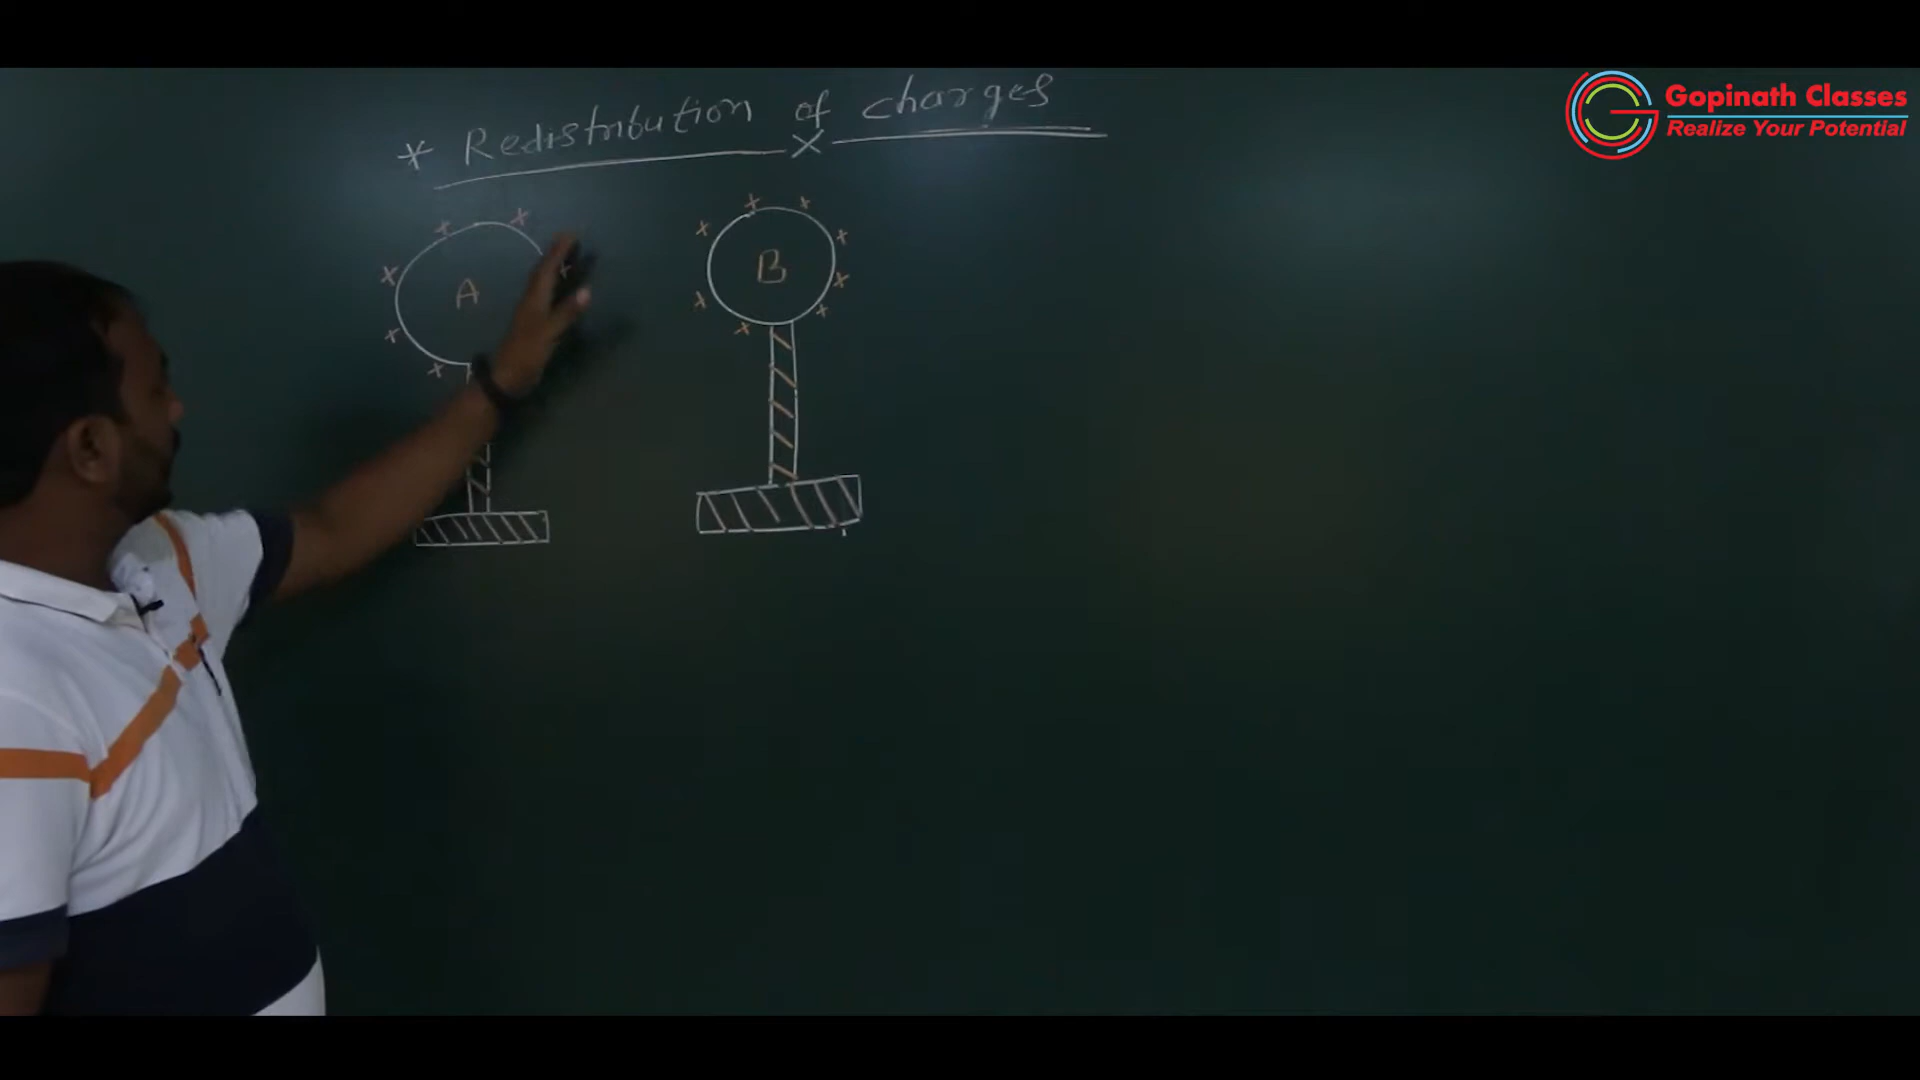 * Redistribution of charges
A
B
Gopinath Classes
Realize Your Potential